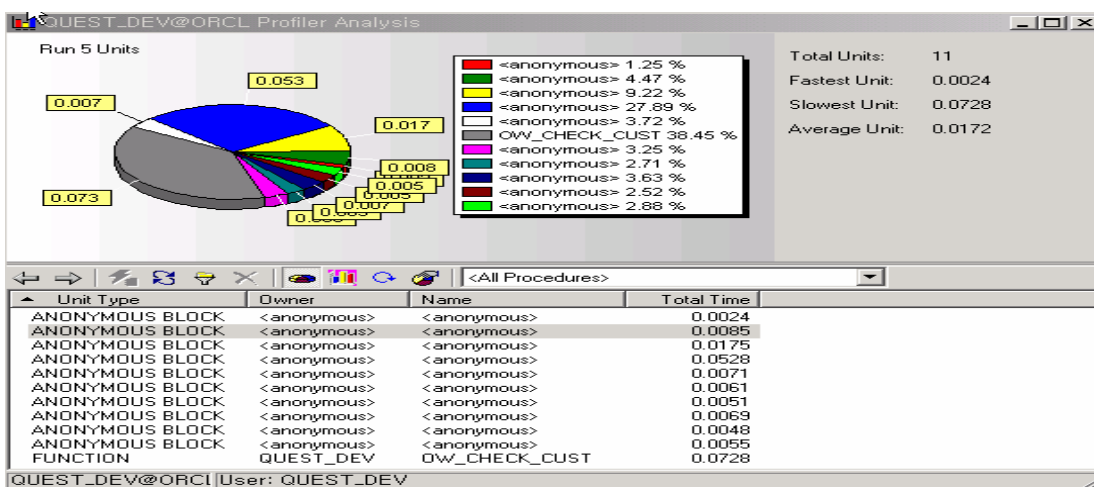 QUEST_DEV@ORCL Profiler Analysis
Run 5 Units
0.053
0.007
0.017
0.008
0.005
0.005
0.007
0.073
<anonymous> 1.25 %
<anonymous> 4.47 %
<anonymous> 9.22 %
<anonymous> 27.89 %
<anonymous> 3.72 %
OW_CHECK_CUST 38.45 %
<anonymous> 3.25 %
<anonymous> 2.71 %
<anonymous> 3.63 %
<anonymous> 2.52 %
<anonymous> 2.88 %
Total Units: 11
Fastest Unit: 0.0024
Slowest Unit: 0.0728
Average Unit: 0.0172
<All Procedures>
Unit Type Owner Name Total Time
ANONYMOUS BLOCK <anonymous> <anonymous> 0.0024
ANONYMOUS BLOCK <anonymous> <anonymous> 0.0085
ANONYMOUS BLOCK <anonymous> <anonymous> 0.0175
ANONYMOUS BLOCK <anonymous> <anonymous> 0.0528
ANONYMOUS BLOCK <anonymous> <anonymous> 0.0071
ANONYMOUS BLOCK <anonymous> <anonymous> 0.0061
ANONYMOUS BLOCK <anonymous> <anonymous> 0.0051
ANONYMOUS BLOCK <anonymous> <anonymous> 0.0069
ANONYMOUS BLOCK <anonymous> <anonymous> 0.0048
ANONYMOUS BLOCK <anonymous> <anonymous> 0.0055
FUNCTION QUEST_DEV OW_CHECK_CUST 0.0728
QUEST_DEV@ORCL User: QUEST_DEV